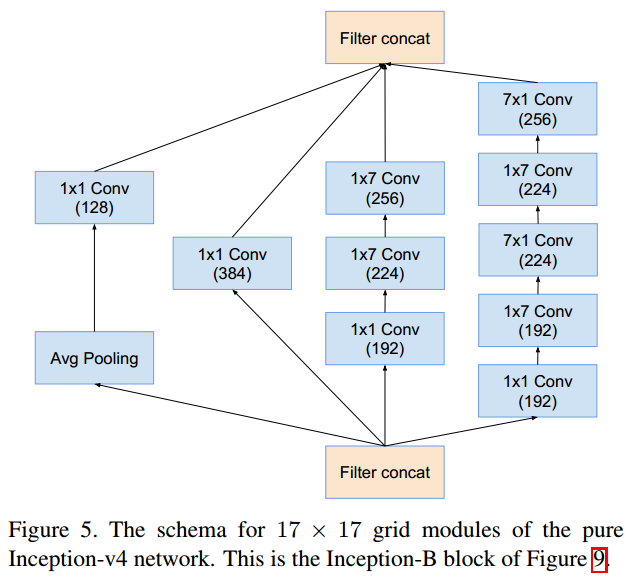 Filter concat
1x1 Conv
(128)
Avg Pooling
1x1 Conv
(384)
1x7 Conv
(256)
1x7 Conv
(224)
1x1 Conv
(192)
7x1 Conv
(256)
1x7 Conv
(224)
7x1 Conv
(224)
1x7 Conv
(192)
1x1 Conv
(192)
Filter concat
Figure 5. The schema for 17 × 17 grid modules of the pure
Inception-v4 network. This is the Inception-B block of Figure 9.